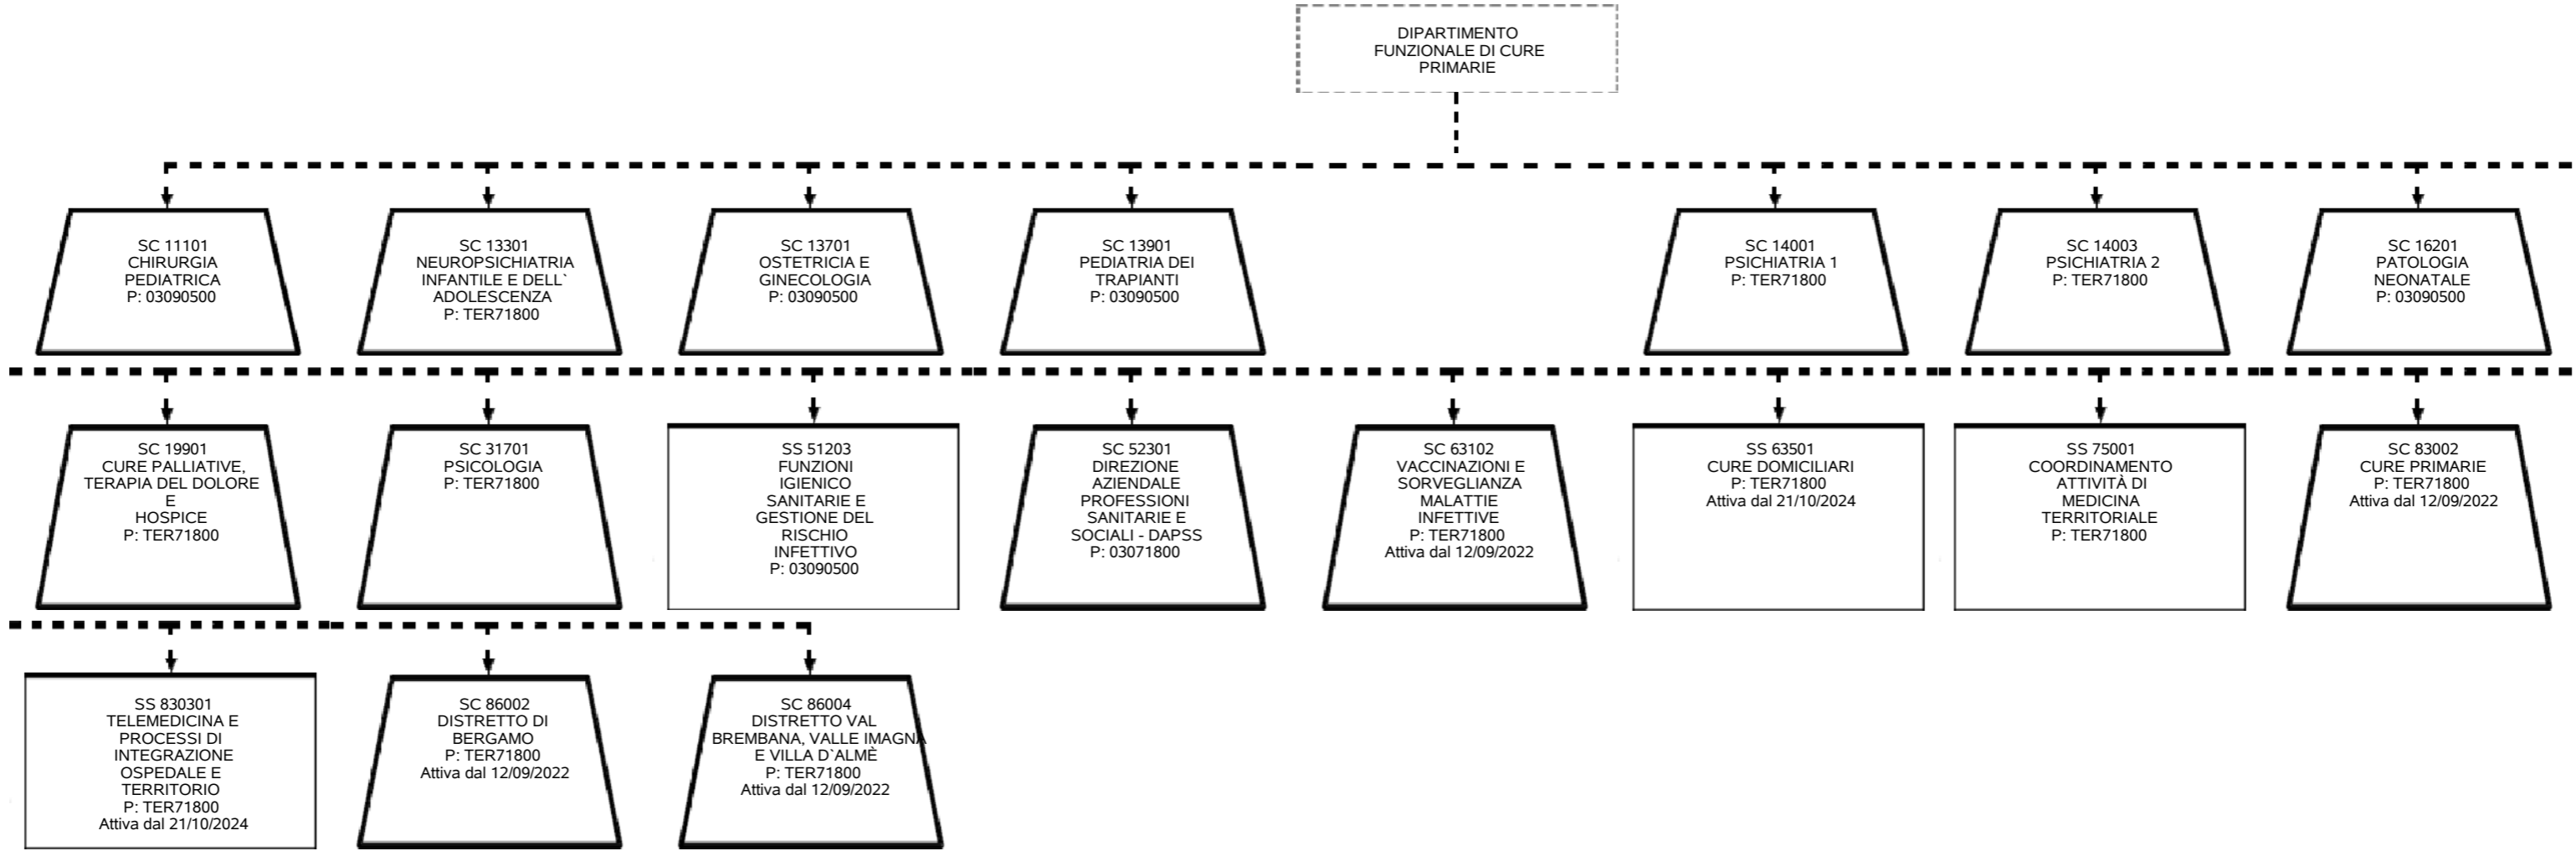 DIPARTIMENTO
FUNZIONALE DI CURE
PRIMARIE
SC 11101
CHIRURGIA
PEDIATRICA
P: 03090500
SC 13301
NEUROPSICHIATRIA
INFANTILE E DELL`
ADOLESCENZA
P: TER71800
SC 13701
OSTETRICIA E
GINECOLOGIA
P: 03090500
SC 13901
PEDIATRIA DEI
TRAPIANTI
P: 03090500
SC 14001
PSICHIATRIA 1
P: TER71800
SC 14003
PSICHIATRIA 2
P: TER71800
SC 16201
PATOLOGIA
NEONATALE
P: 03090500
SC 19901
CURE PALLIATIVE,
TERAPIA DEL DOLORE
E
HOSPICE
P: TER71800
SC 31701
PSICOLOGIA
P: TER71800
SS 51203
FUNZIONI
IGIENICO
SANITARIE E
GESTIONE DEL
RISCHIO
INFETTIVO
P: 03090500
SC 52301
DIREZIONE
AZIENDALE
PROFESSIONI
SANITARIE E
SOCIALI - DAPSS
P: 03071800
SC 63102
VACCINAZIONI E
SORVEGLIANZA
MALATTIE
INFETTIVE
P: TER71800
Attiva dal 12/09/2022
SS 63501
CURE DOMICILIARI
P: TER71800
Attiva dal 21/10/2024
SS 75001
COORDINAMENTO
ATTIVITÀ DI
MEDICINA
TERRITORIALE
P: TER71800
SC 83002
CURE PRIMARIE
P: TER71800
Attiva dal 12/09/2022
SS 830301
TELEMEDICINA E
PROCESSI DI
INTEGRAZIONE
OSPEDALE E
TERRITORIO
P: TER71800
Attiva dal 21/10/2024
SC 86002
DISTRETTO DI
BERGAMO
P: TER71800
Attiva dal 12/09/2022
SC 86004
DISTRETTO VAL
BREMBANA, VALLE IMAGNA
E VILLA D`ALMÈ
P: TER71800
Attiva dal 12/09/2022